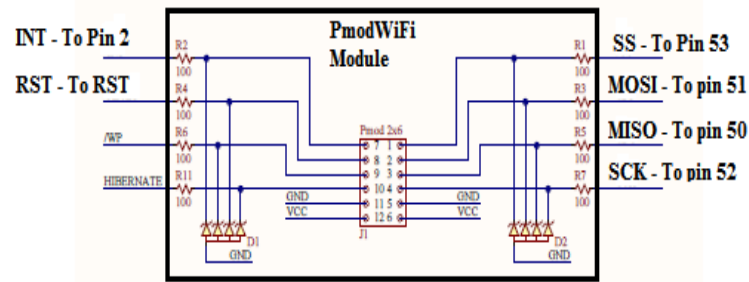 PmodWiFi
Module
INT - To Pin 2
RST - To RST
/WP
HIBERNATE
R2
100
R4
100
R6
100
R11
100
Pmod 2x6
7 1
8 2
9 3
10 4
11 5
12 6
J1
GND
VCC
GND
VCC
D1
GND
D2
GND
R1
100
R3
100
R5
100
R7
100
SS - To Pin 53
MOSI - To pin 51
MISO - To pin 50
SCK - To pin 52